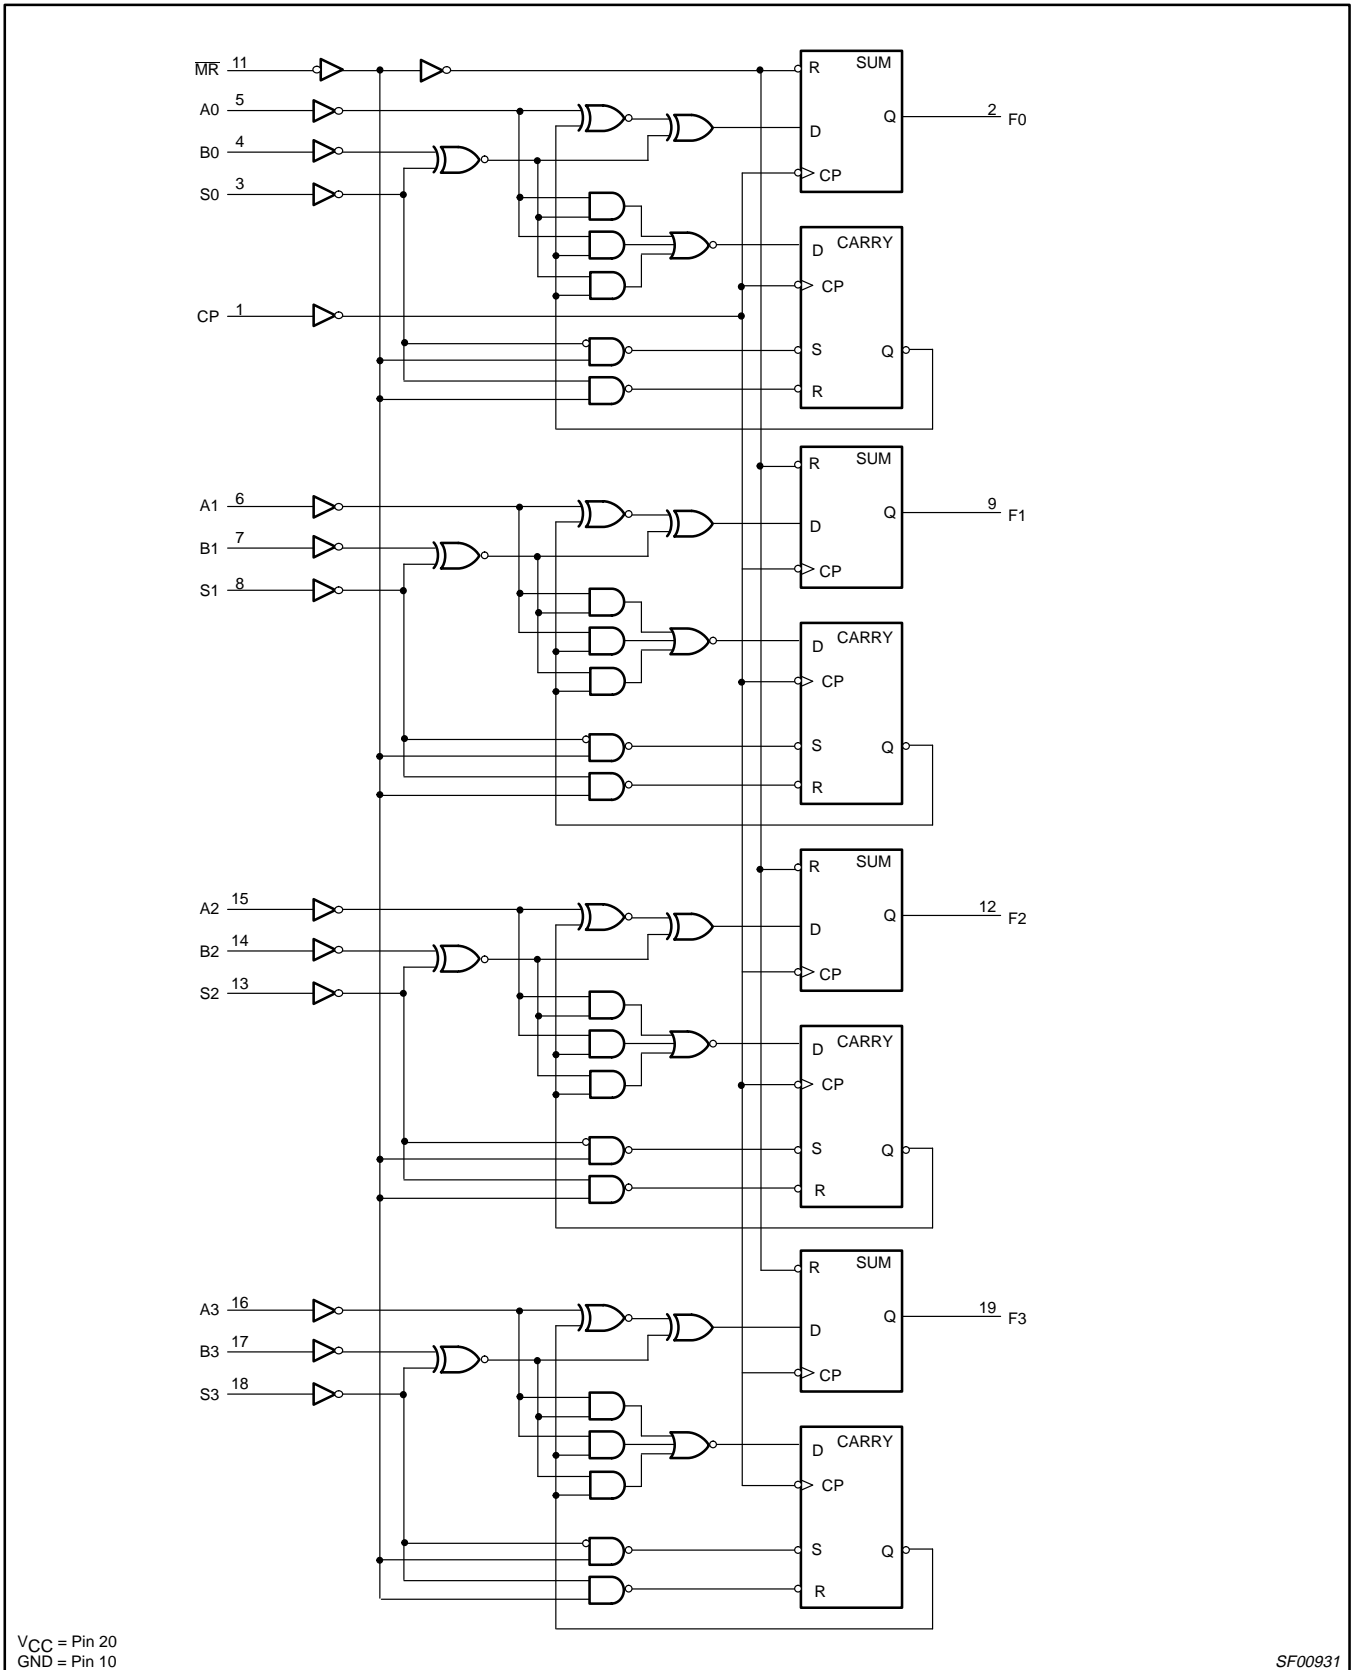 M̅R̅ 11
R SUM
A0 5
Q 2 F0
D
B0 4
CP
S0 3
D CARRY
CP
CP 1
S Q
R
R SUM
A1 6
Q 9 F1
D
B1 7
CP
S1 8
D CARRY
CP
S Q
R
R SUM
A2 15
Q 12 F2
D
B2 14
CP
S2 13
D CARRY
CP
S Q
R
R SUM
A3 16
Q 19 F3
D
B3 17
CP
S3 18
D CARRY
CP
S Q
R
VCC = Pin 20
GND = Pin 10
SF00931